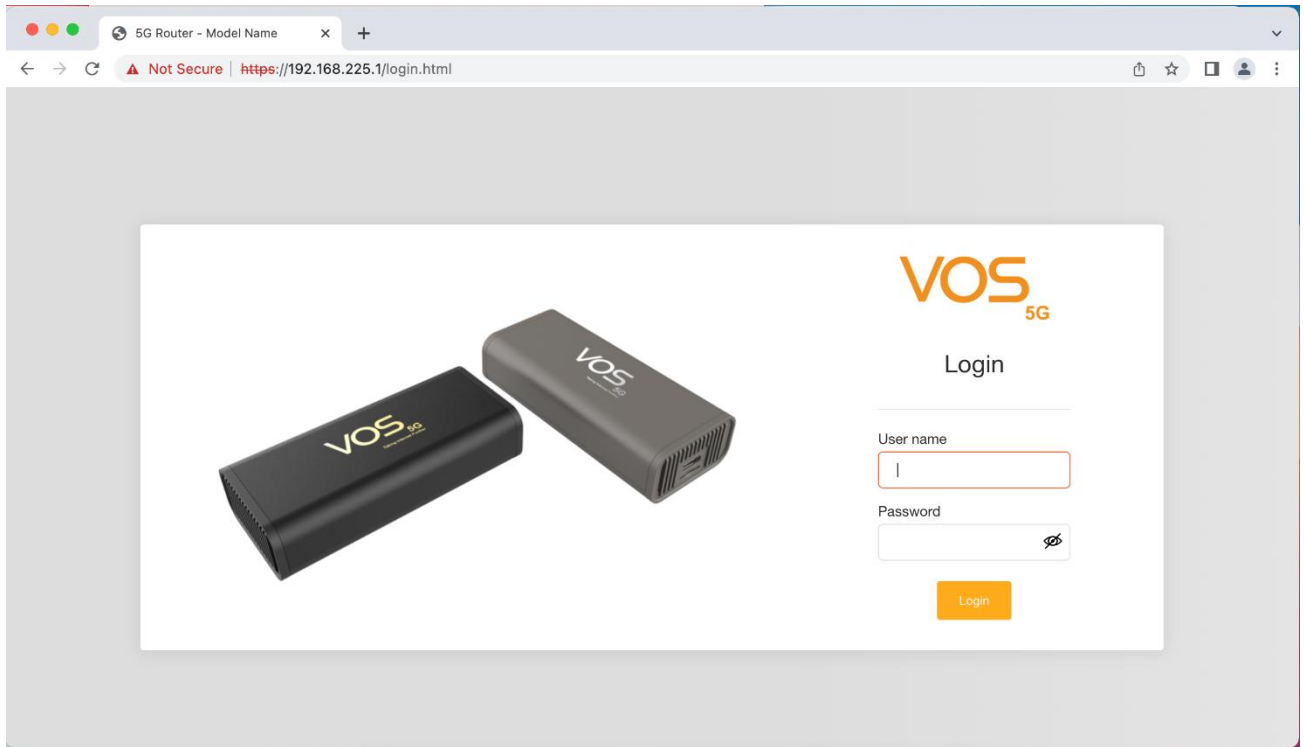 5G Router - Model Name
Not Secure | https://192.168.225.1/login.html
VOS 5G
Login
User name
Password
Login
VOS 5G
VOS 5G